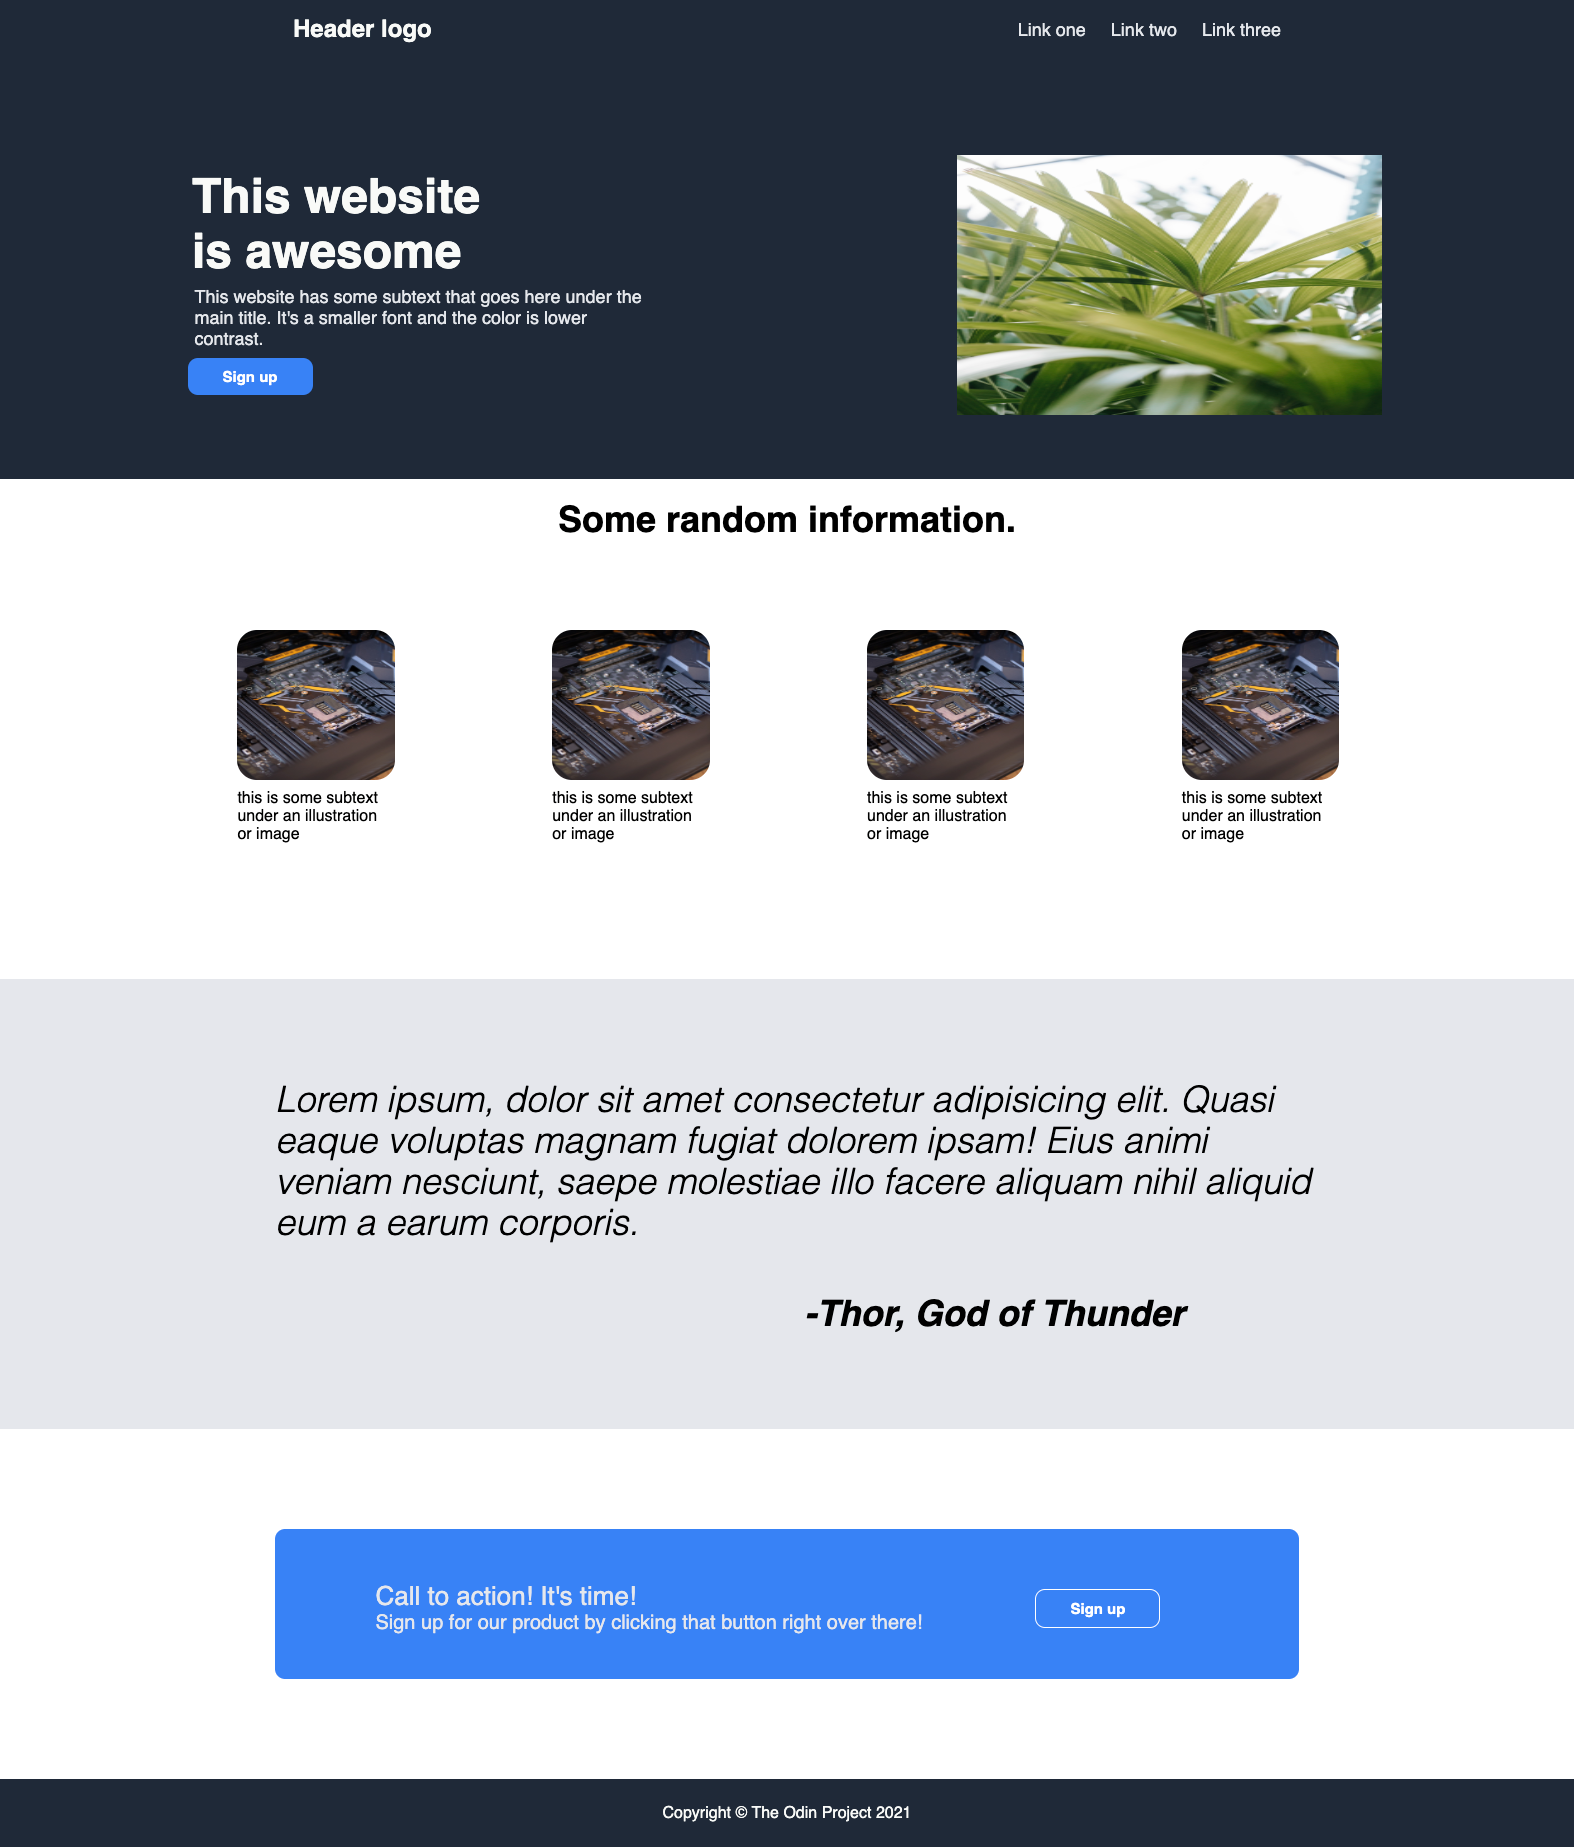 Header logo
Link one
Link two
Link three
This website
is awesome
This website has some subtext that goes here under the
main title. It's a smaller font and the color is lower
contrast.
Sign up
Some random information.
this is some subtext
under an illustration
or image
this is some subtext
under an illustration
or image
this is some subtext
under an illustration
or image
this is some subtext
under an illustration
or image
Lorem ipsum, dolor sit amet consectetur adipisicing elit. Quasi
eaque voluptas magnam fugiat dolorem ipsam! Eius animi
veniam nesciunt, saepe molestiae illo facere aliquam nihil aliquid
eum a earum corporis.
-Thor, God of Thunder
Call to action! It's time!
Sign up for our product by clicking that button right over there!
Sign up
Copyright © The Odin Project 2021